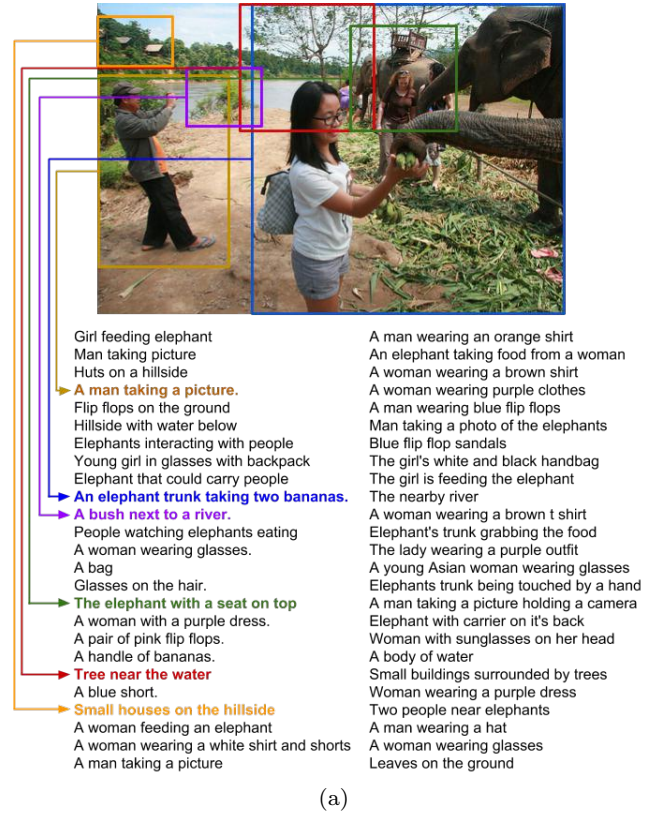 Girl feeding elephant
Man taking picture
Huts on a hillside
A man taking a picture.
Flip flops on the ground
Hillside with water below
Elephants interacting with people
Young girl in glasses with backpack
Elephant that could carry people
An elephant trunk taking two bananas.
A bush next to a river.
People watching elephants eating
A woman wearing glasses.
A bag
Glasses on the hair.
The elephant with a seat on top
A woman with a purple dress.
A pair of pink flip flops.
A handle of bananas.
Tree near the water
A blue short.
Small houses on the hillside
A woman feeding an elephant
A woman wearing a white shirt and shorts
A man taking a picture
A man wearing an orange shirt
An elephant taking food from a woman
A woman wearing a brown shirt
A woman wearing purple clothes
A man wearing blue flip flops
Man taking a photo of the elephants
Blue flip flop sandals
The girl's white and black handbag
The girl is feeding the elephant
The nearby river
A woman wearing a brown t shirt
Elephant's trunk grabbing the food
The lady wearing a purple outfit
A young Asian woman wearing glasses
Elephants trunk being touched by a hand
A man taking a picture holding a camera
Elephant with carrier on it's back
Woman with sunglasses on her head
A body of water
Small buildings surrounded by trees
Woman wearing a purple dress
Two people near elephants
A man wearing a hat
A woman wearing glasses
Leaves on the ground
(a)